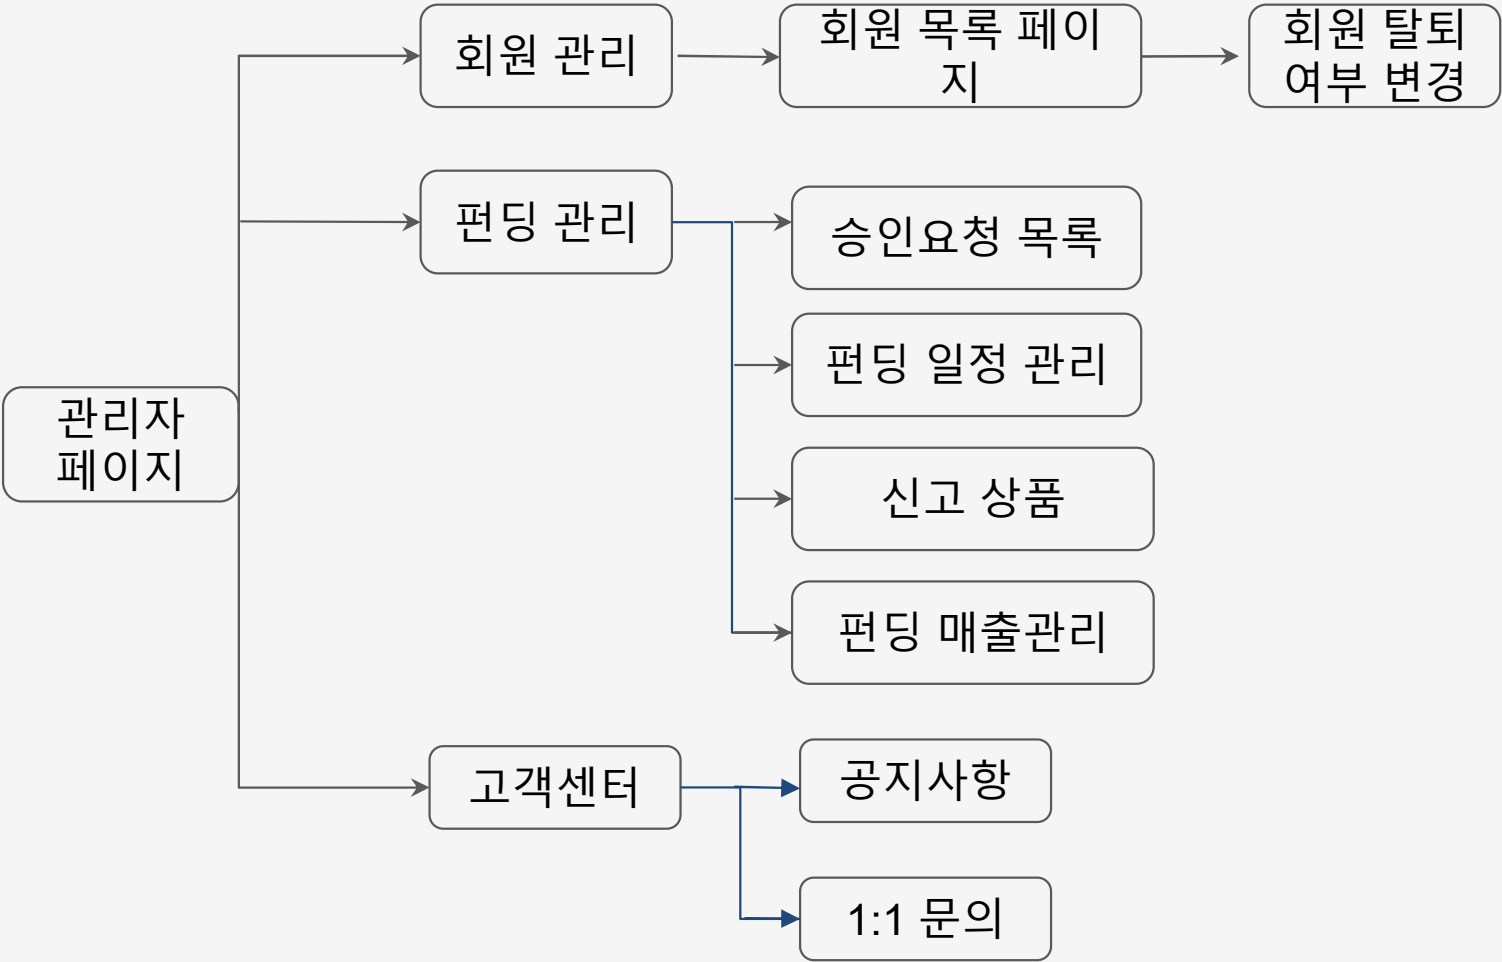 회원 관리
회원 목록 페이
지
회원 탈퇴
여부 변경
펀딩 관리
승인요청 목록
펀딩 일정 관리
관리자
페이지
신고 상품
펀딩 매출관리
고객센터
공지사항
1:1 문의